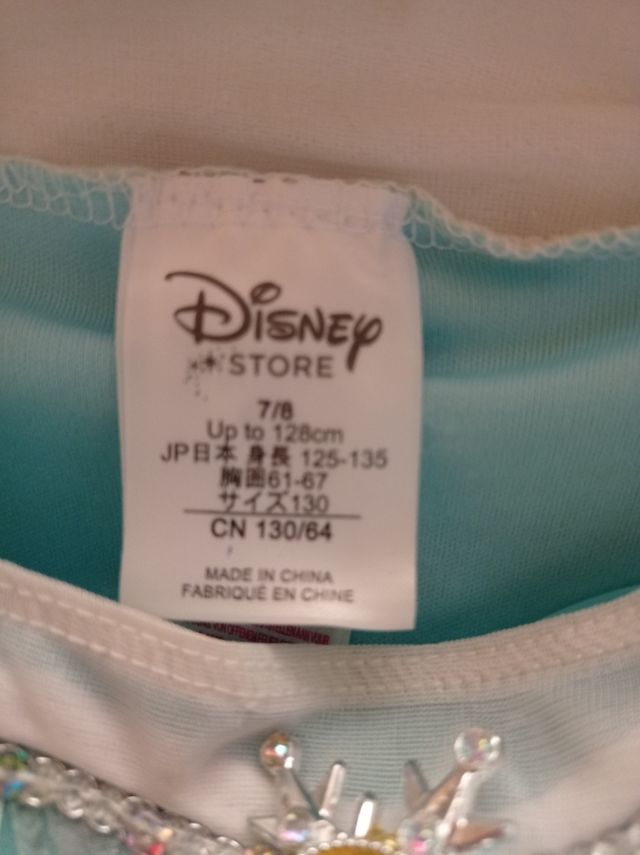 Disney
STORE
7/8
Up to 128cm
JP日本 身長 125-135
胸囲61-67
サイズ130
CN 130/64
MADE IN CHINA
FABRIQUÉ EN CHINE